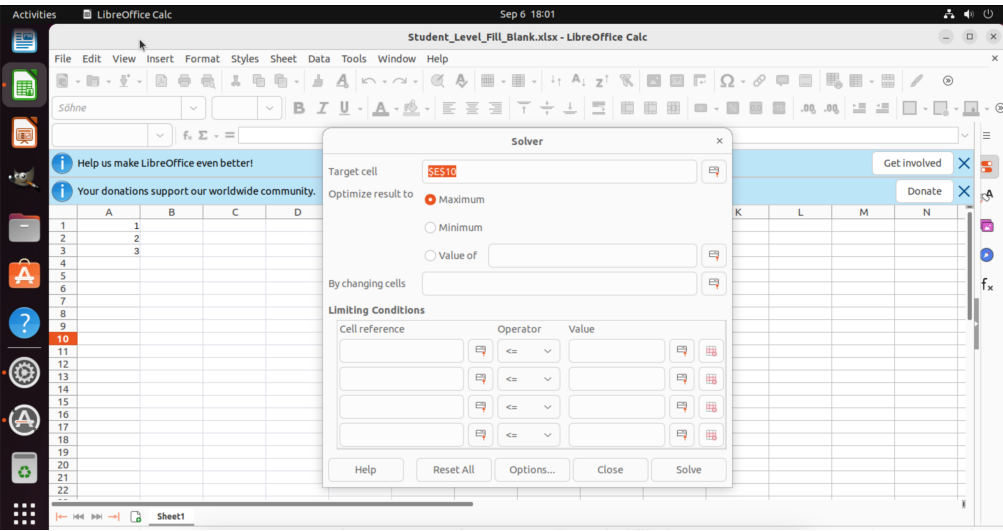 Activities LibreOffice Calc Sep 6 18:01
Student_Level_Fill_Blank.xlsx - LibreOffice Calc
File Edit View Insert Format Styles Sheet Data Tools Window Help
Söhne
Solver
Help us make LibreOffice even better! Get involved
Your donations support our worldwide community. Donate
Target cell $E$10
Optimize result to Maximum
Minimum
Value of
By changing cells
Limiting Conditions
Cell reference Operator Value
<=
<=
<=
<=
Help Reset All Options... Close Solve
A B C D K L M N
1 1
2 2
3 3
4
5
6
7
8
9
10
11
12
13
14
15
16
17
18
19
20
21
22
Sheet1